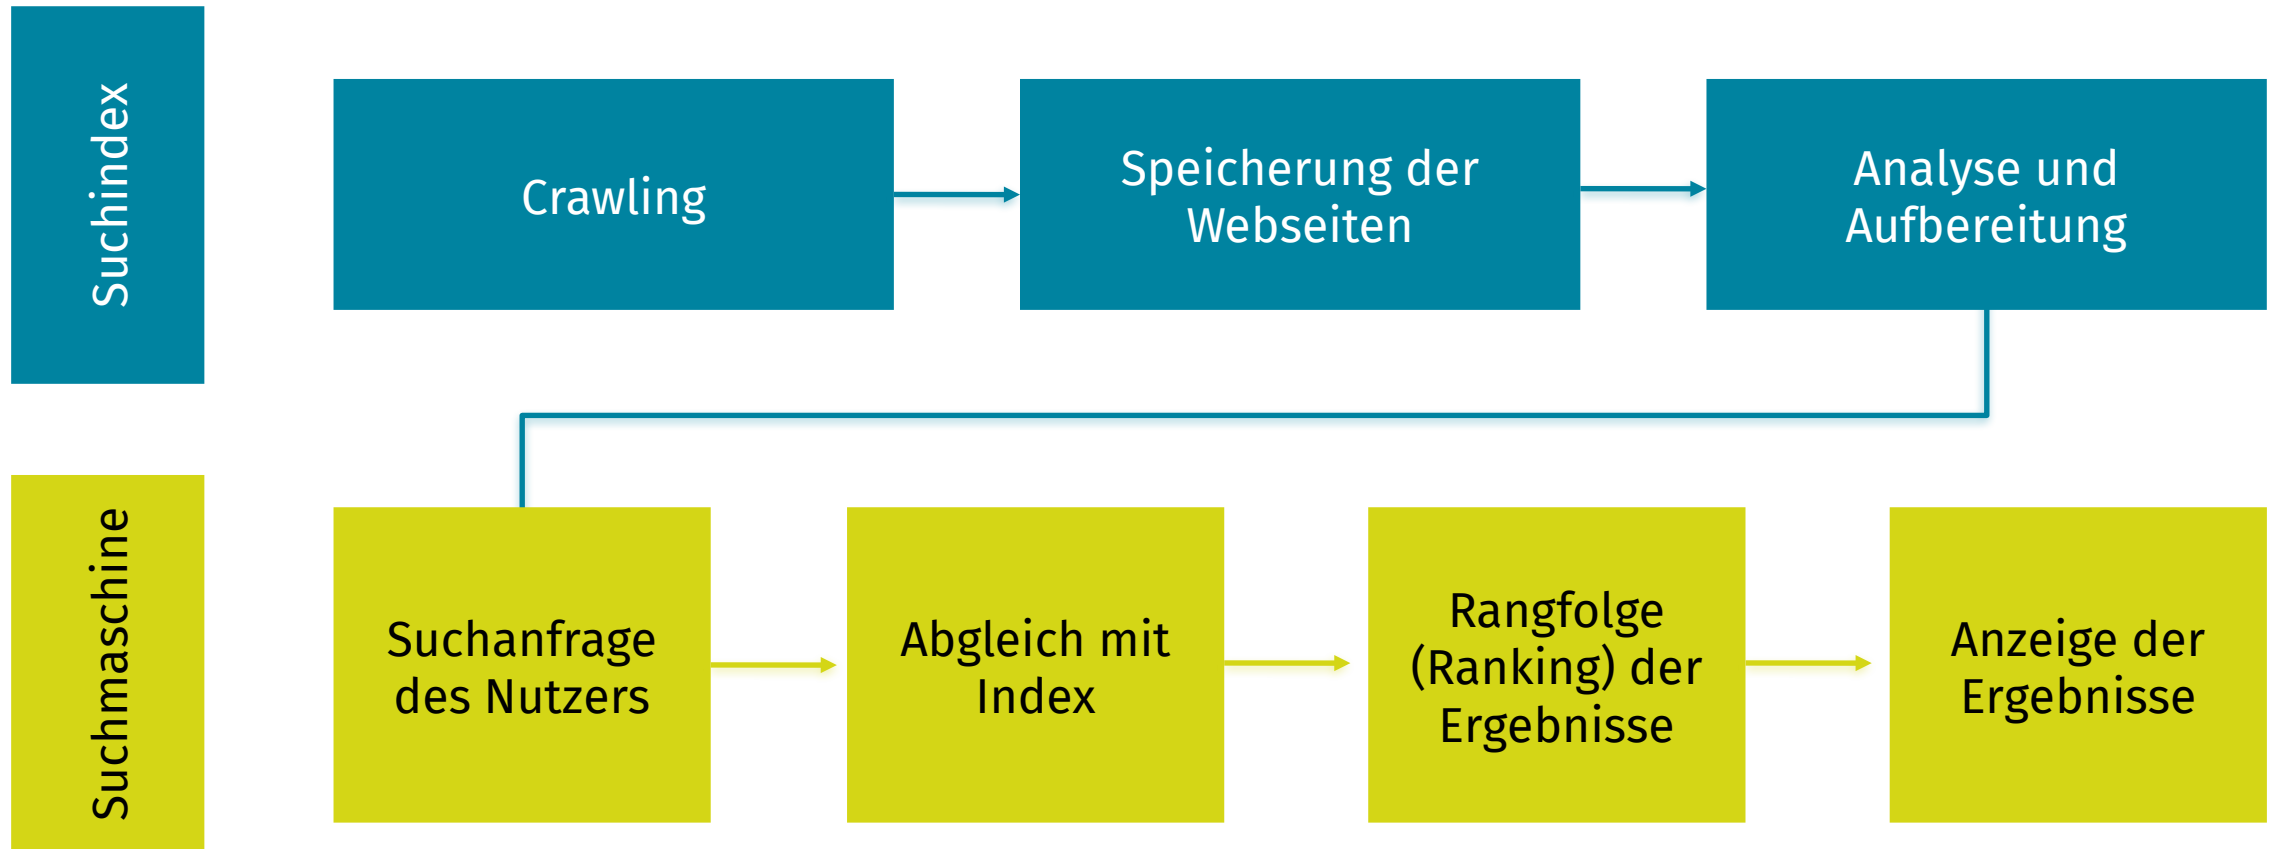 Suchindex
Crawling
Speicherung der
Webseiten
Analyse und
Aufbereitung
Suchmaschine
Suchanfrage
des Nutzers
Abgleich mit
Index
Rangfolge
(Ranking) der
Ergebnisse
Anzeige der
Ergebnisse